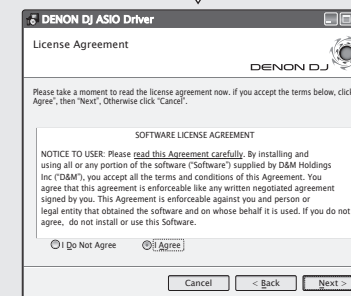 DENON DJ ASIO Driver
License Agreement
DENON DJ
Please take a moment to read the license agreement now. if you accept the terms below, click
Agree", then "Next", Otherwise click "Cancel".
SOFTWARE LICENSE AGREEMENT
NOTICE TO USER: Please read this Agreement carefully. By installing and
using all or any portion of the software ("Software") supplied by D&M Holdings
Inc ("D&M"), you accept all the terms and conditions of this Agreement. You
agree that this agreement is enforceable like any written negotiated agreement
signed by you. This Agreement is enforceable against you and person or
legal entity that obtained the software and on whose behalf it is used. If you do not
agree, do not install or use this Software.
I Do Not Agree I Agree
Cancel < Back Next >